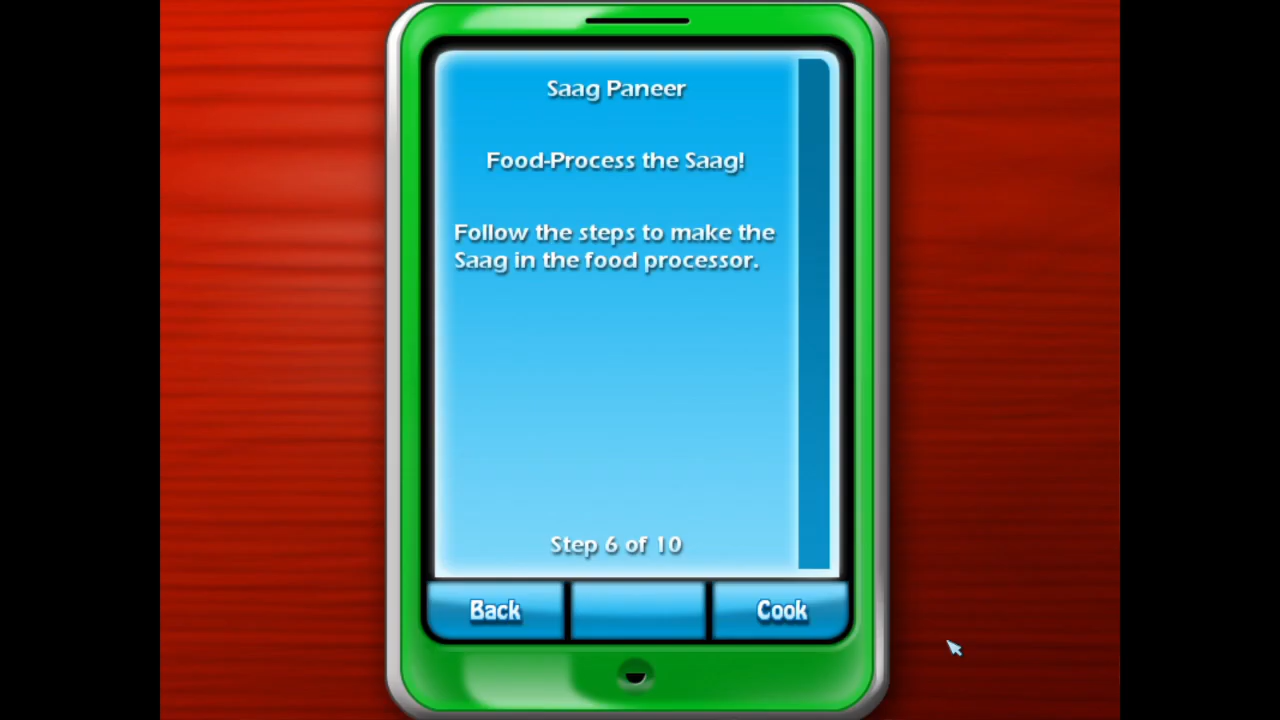 Saag Paneer
Food-Process the Saag!
Follow the steps to make the
Saag in the food processor.
Step 6 of 10
Back
Cook